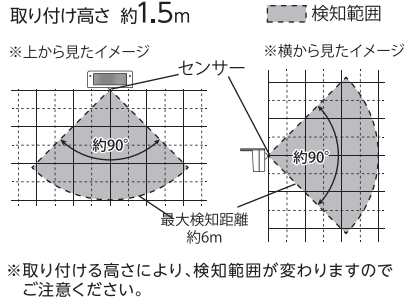 取り付け高さ 約1.5m
検知範囲
※上から見たイメージ
※横から見たイメージ
センサー
約90°
約90°
最大検知距離
約6m
※取り付ける高さにより、検知範囲が変わりますので
ご注意ください。